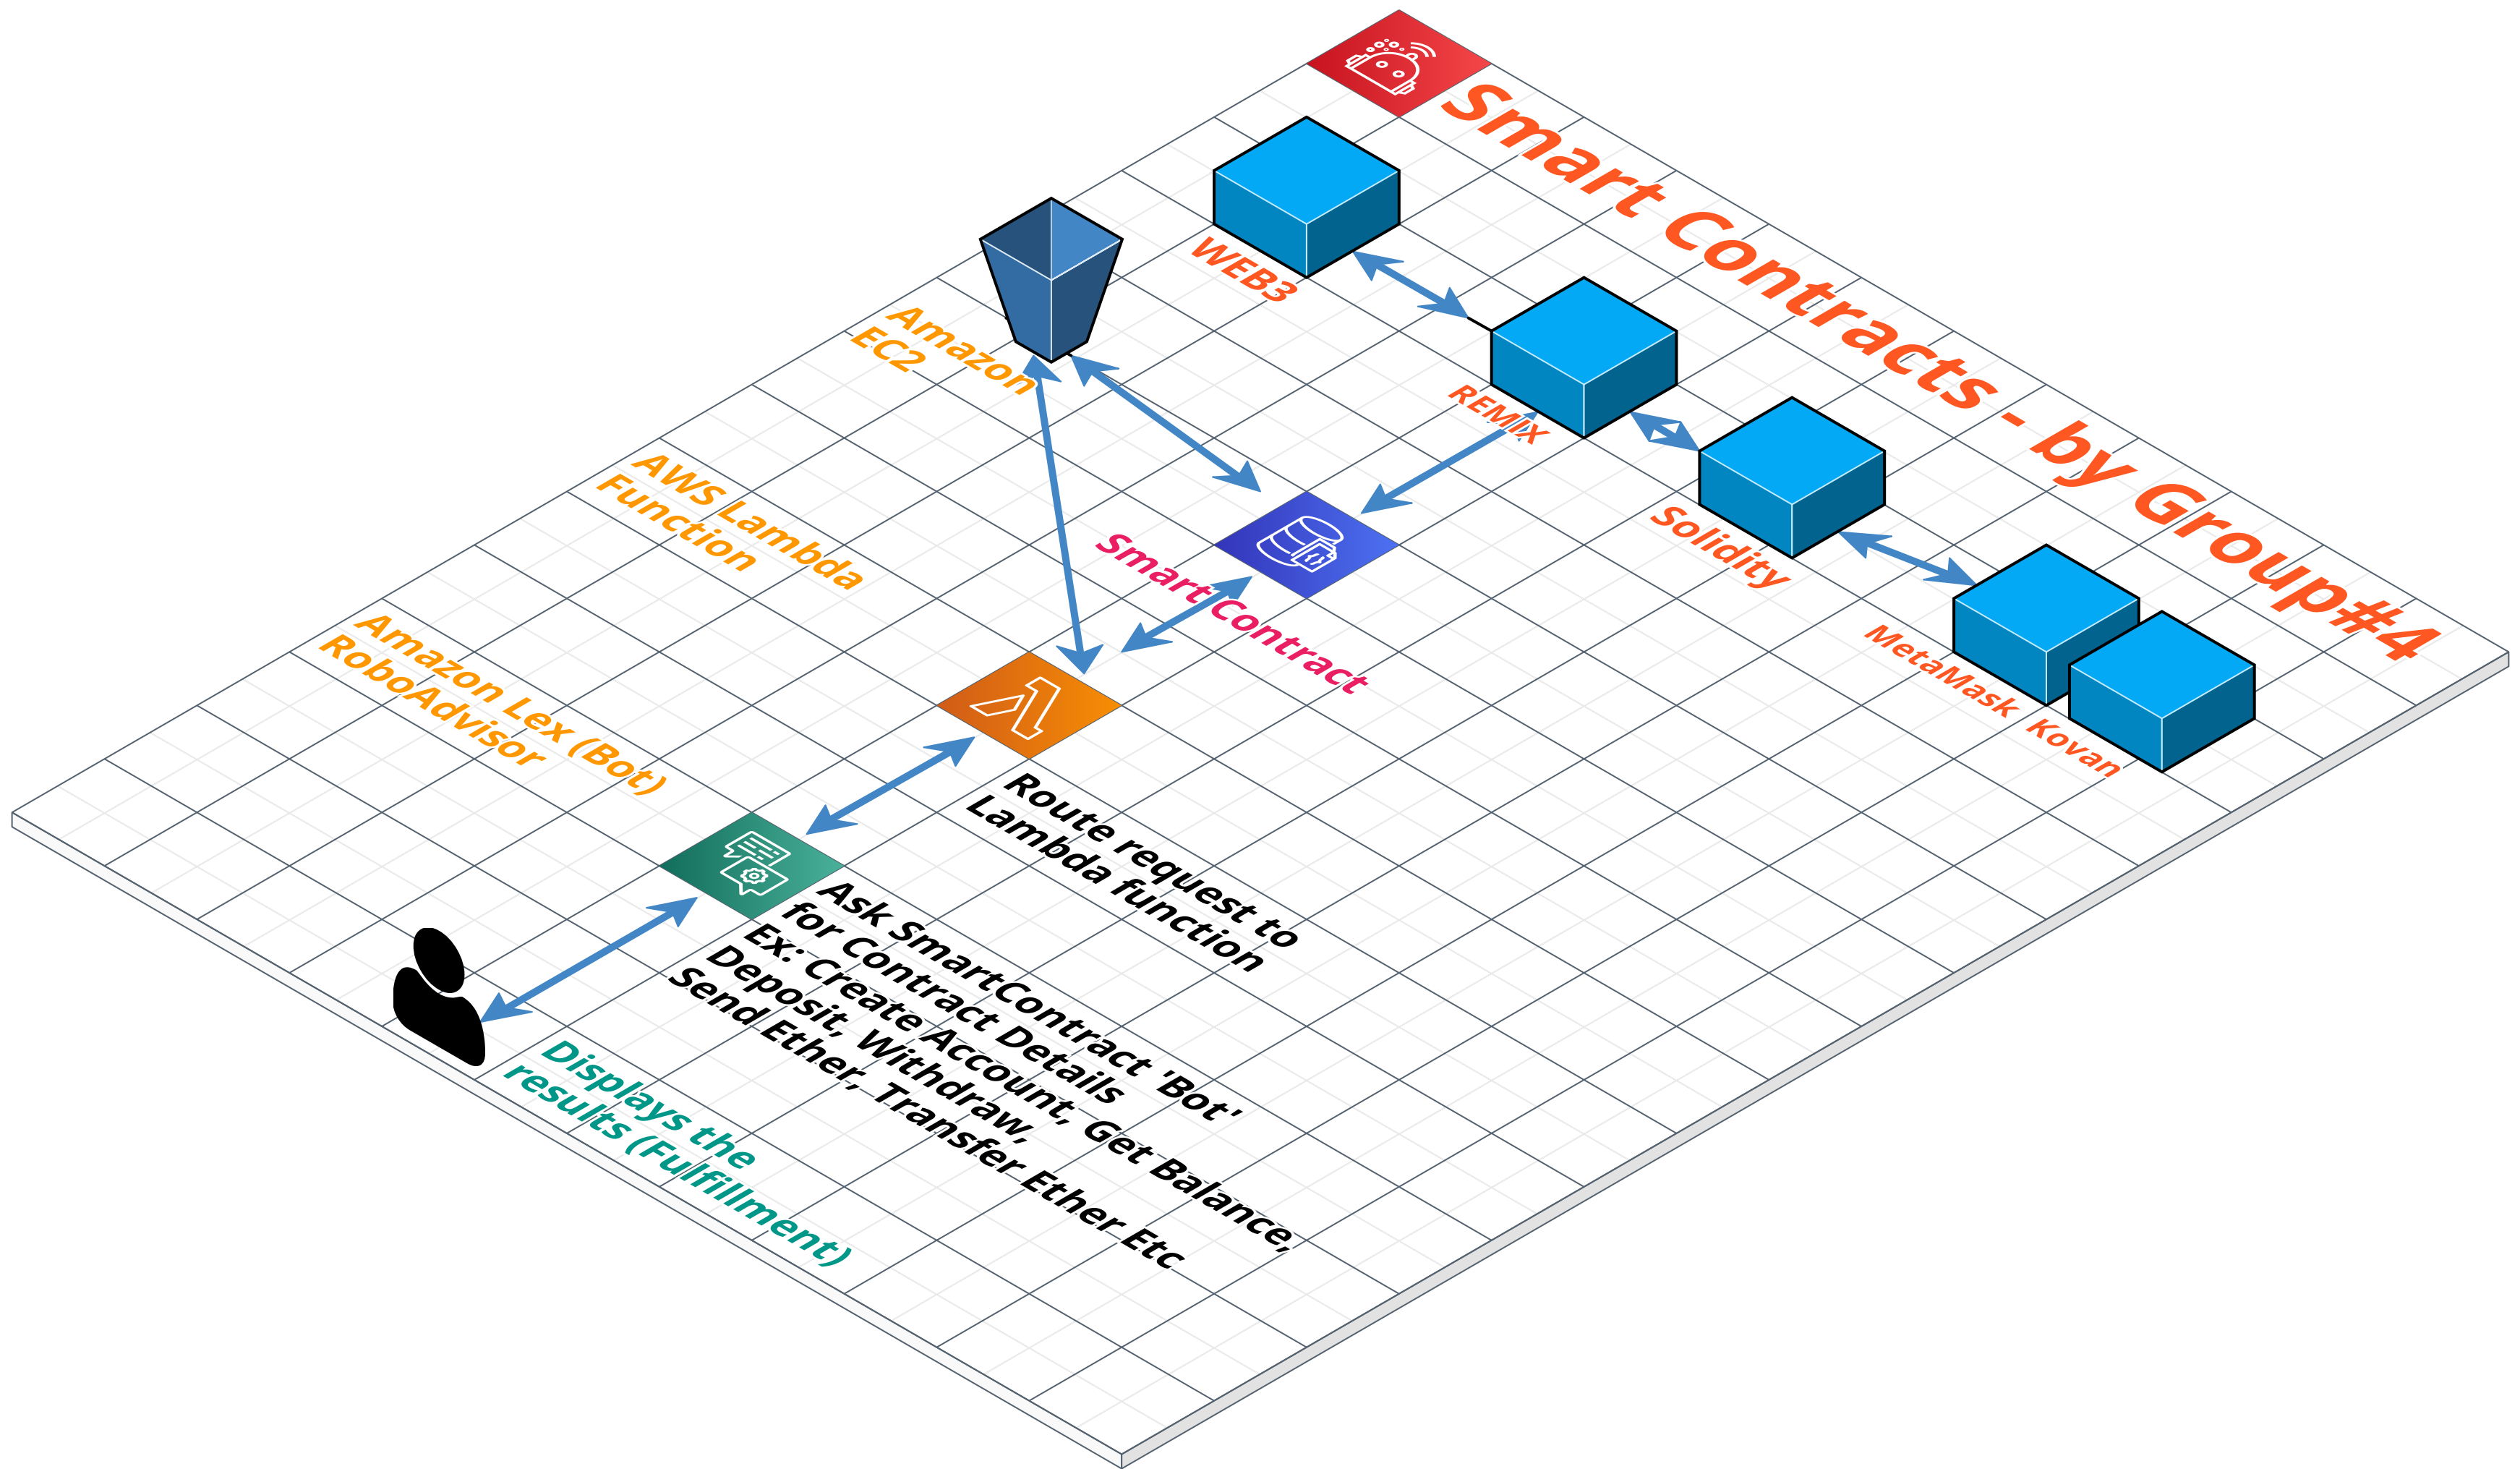 Smart Contracts - by Group#4
WEB3
REMIX
Solidity
MetaMask
Kovan
Amazon
EC2
AWS Lambda
Function
Smart Contract
Amazon Lex (Bot)
RoboAdvisor
Route request to
Lambda function
Ask SmartContract 'Bot'
for Contract Details
Ex: Create Account, Get Balance,
Deposit, Withdraw,
Send Ether, Transfer Ether Etc
Displays the
results (Fulfillment)